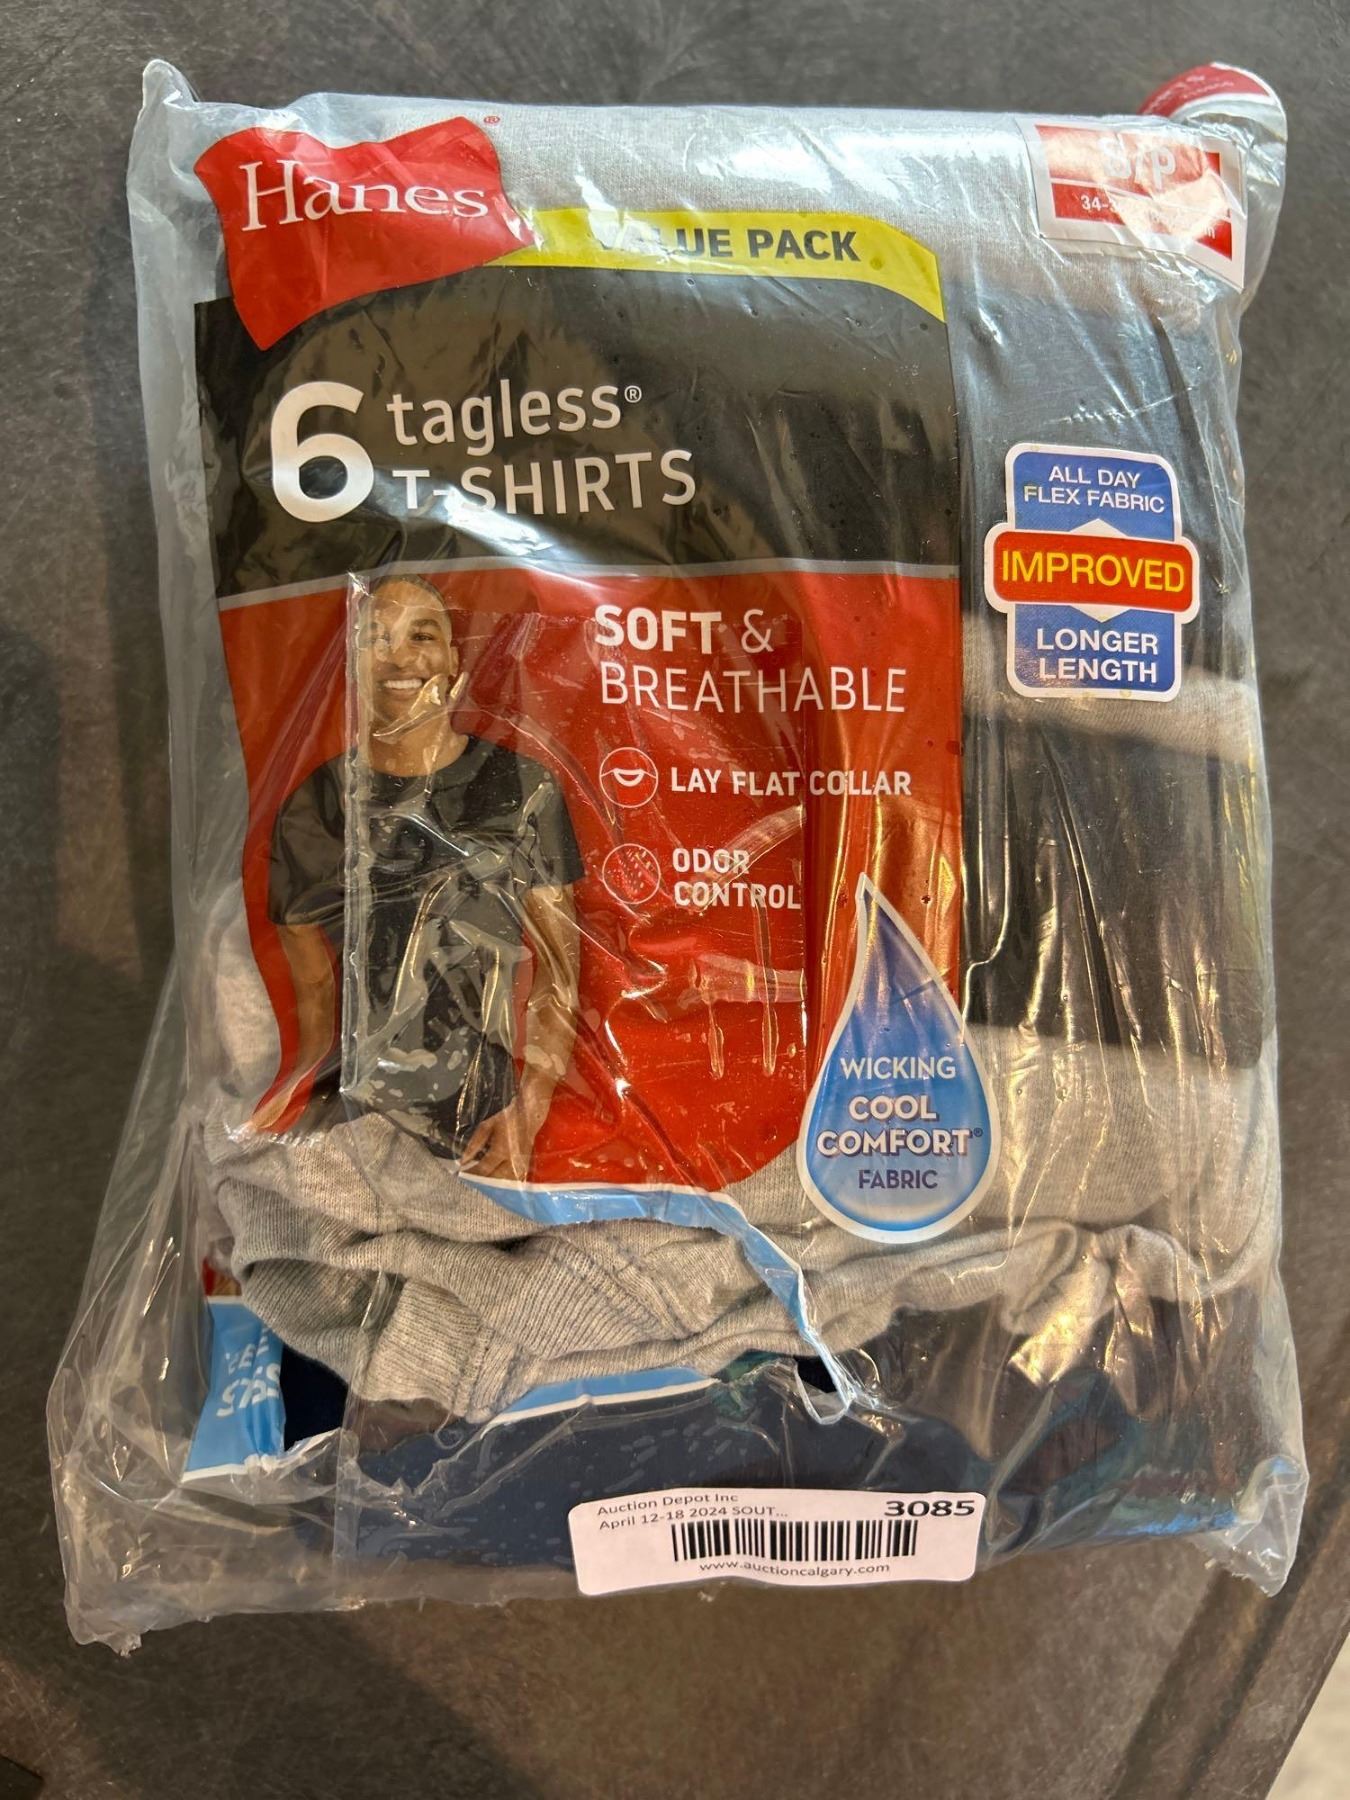 Hanes®
VALUE PACK
S/P
6 tagless®
T-SHIRTS
ALL DAY
FLEX FABRIC
IMPROVED
LONGER
LENGTH
SOFT &
BREATHABLE
LAY FLAT COLLAR
ODOR
CONTROL
WICKING
COOL
COMFORT®
FABRIC
Auction Depot Inc
April 12-18 2024 SOUT...
3085
www.auctioncalgary.com